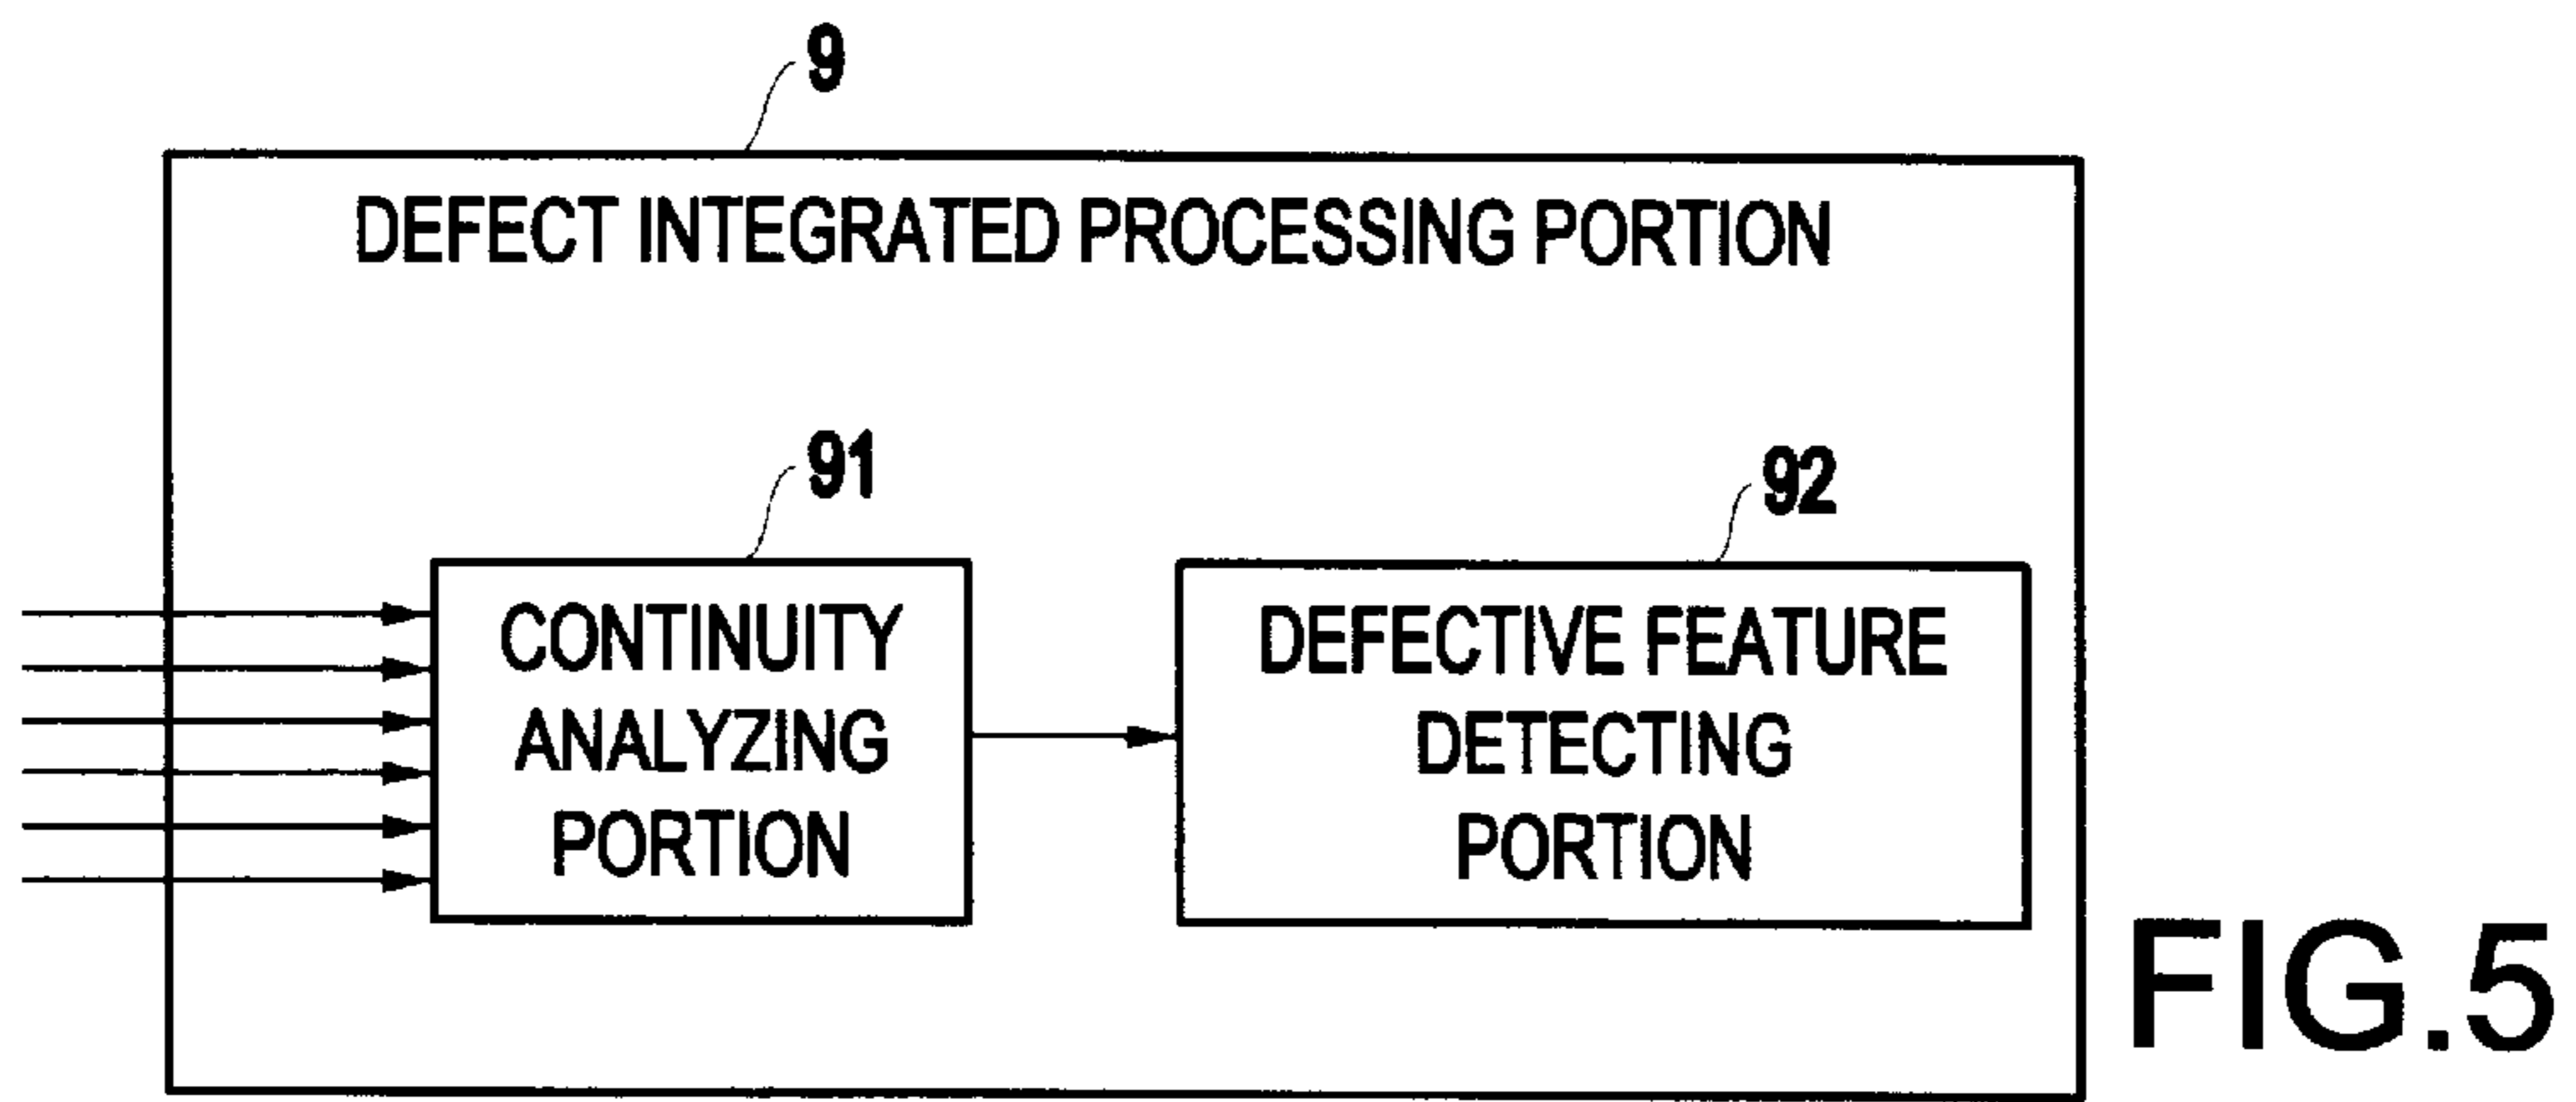 9
DEFECT INTEGRATED PROCESSING PORTION
91
CONTINUITY
ANALYZING
PORTION
92
DEFECTIVE FEATURE
DETECTING
PORTION
FIG.5